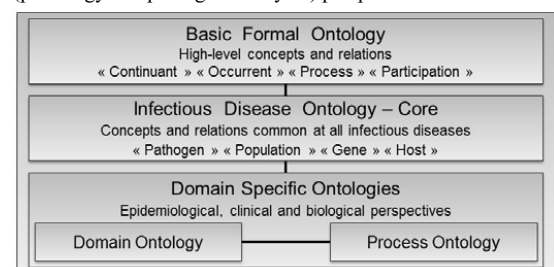 Basic Formal Ontology
High-level concepts and relations
« Continuant » « Occurrent » « Process » « Participation »
Infectious Disease Ontology – Core
Concepts and relations common at all infectious diseases
« Pathogen » « Population » « Gene » « Host »
Domain Specific Ontologies
Epidemiological, clinical and biological perspectives
Domain Ontology
Process Ontology